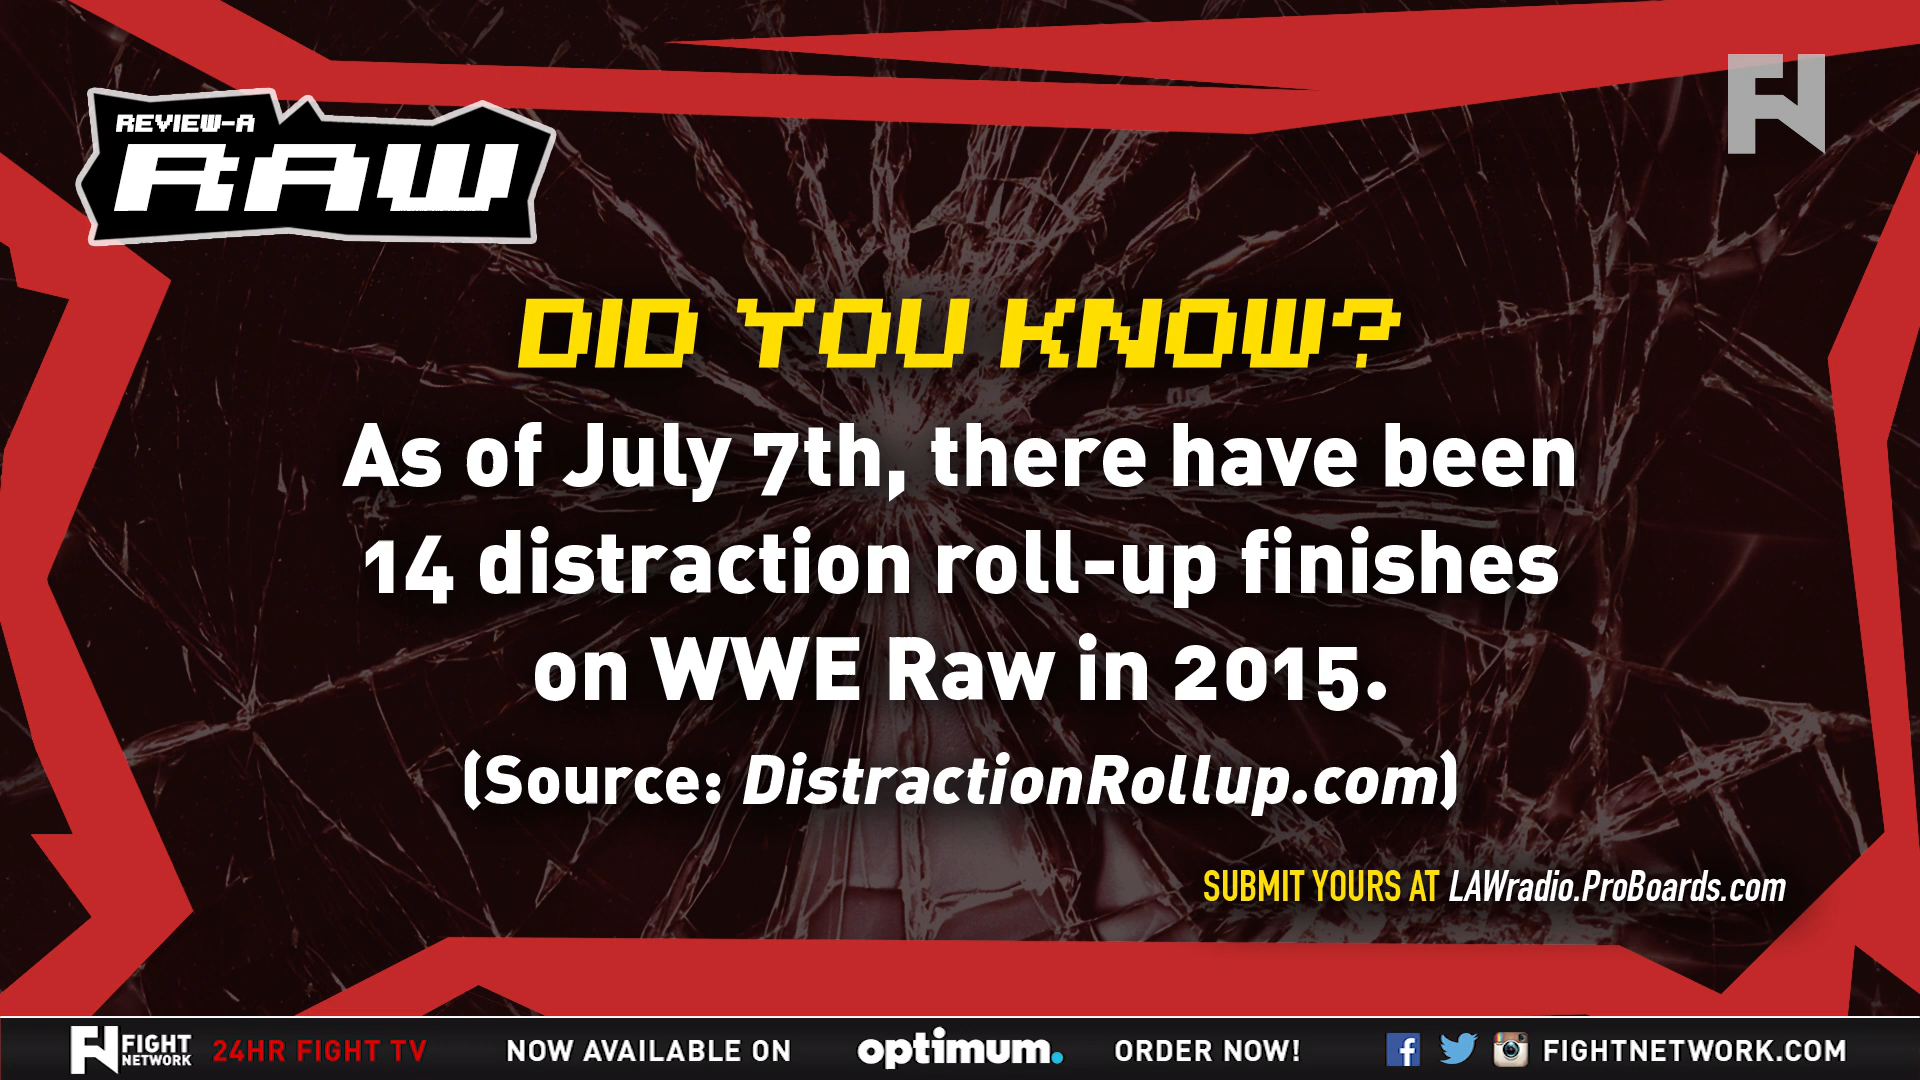 REVIEW-A
RAW
FN
DID YOU KNOW?
As of July 7th, there have been
14 distraction roll-up finishes
on WWE Raw in 2015.
(Source: DistractionRollup.com)
SUBMIT YOURS AT LAWradio.ProBoards.com
FN FIGHT NETWORK 24HR FIGHT TV NOW AVAILABLE ON optimum. ORDER NOW! f FIGHTNETWORK.COM